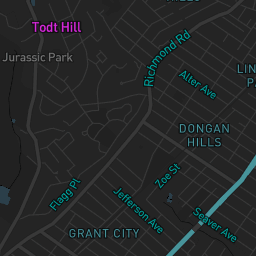 HILLS
Todt Hill
Jurassic Park
Richmond Rd
Alter Ave
LIN
P
DONGAN
HILLS
Zoe St
Flagg Pl
Jefferson Ave
Seaver Ave
GRANT CITY